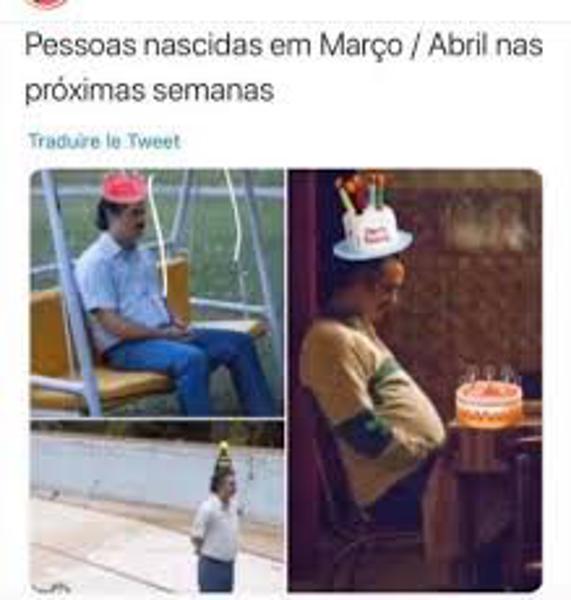 Pessoas nascidas em Março / Abril nas
próximas semanas
Traduire le Tweet